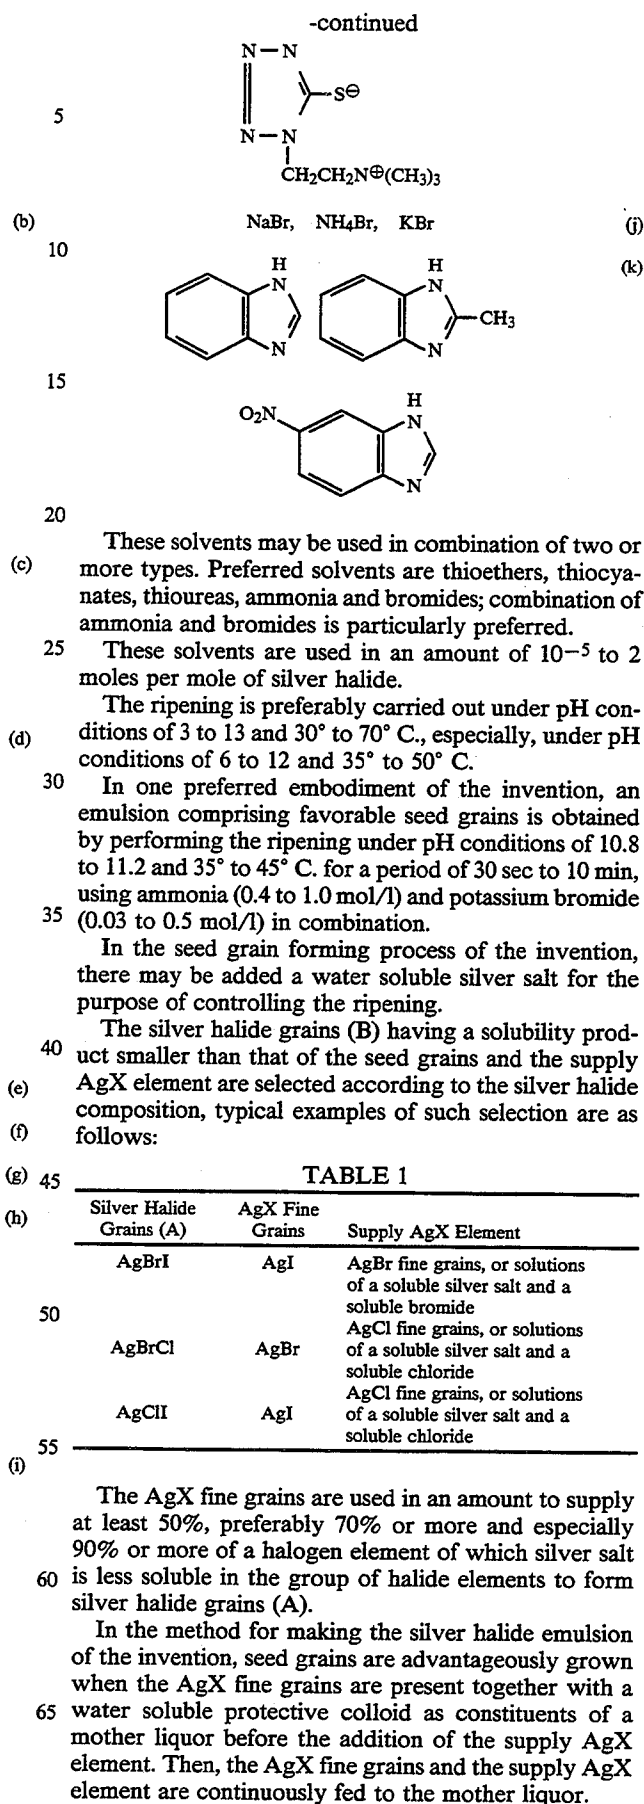 -continued
N—N
5
S⊖
N—N
CH2CH2N⊕(CH3)3
(b) NaBr, NH4Br, KBr (j)
10
(k)
H H
N N
CH3
N N
15
H
O2N
N
N
20
These solvents may be used in combination of two or
(c) more types. Preferred solvents are thioethers, thiocya-
nates, thioureas, ammonia and bromides; combination of
ammonia and bromides is particularly preferred.
25 These solvents are used in an amount of 10−5 to 2
moles per mole of silver halide.
The ripening is preferably carried out under pH con-
(d) ditions of 3 to 13 and 30° to 70° C., especially, under pH
conditions of 6 to 12 and 35° to 50° C.
30 In one preferred embodiment of the invention, an
emulsion comprising favorable seed grains is obtained
by performing the ripening under pH conditions of 10.8
to 11.2 and 35° to 45° C. for a period of 30 sec to 10 min,
using ammonia (0.4 to 1.0 mol/l) and potassium bromide
35 (0.03 to 0.5 mol/l) in combination.
In the seed grain forming process of the invention,
there may be added a water soluble silver salt for the
purpose of controlling the ripening.
The silver halide grains (B) having a solubility prod-
40 uct smaller than that of the seed grains and the supply
(e) AgX element are selected according to the silver halide
composition, typical examples of such selection are as
(f) follows:
(g) 45 TABLE 1
(h) Silver Halide AgX Fine
Grains (A) Grains Supply AgX Element
AgBrI AgI AgBr fine grains, or solutions
of a soluble silver salt and a
50 soluble bromide
AgCl fine grains, or solutions
AgBrCl AgBr of a soluble silver salt and a
soluble chloride
AgCl fine grains, or solutions
AgClI AgI of a soluble silver salt and a
soluble chloride
55
(i)
The AgX fine grains are used in an amount to supply
at least 50%, preferably 70% or more and especially
90% or more of a halogen element of which silver salt
60 is less soluble in the group of halide elements to form
silver halide grains (A).
In the method for making the silver halide emulsion
of the invention, seed grains are advantageously grown
when the AgX fine grains are present together with a
65 water soluble protective colloid as constituents of a
mother liquor before the addition of the supply AgX
element. Then, the AgX fine grains and the supply AgX
element are continuously fed to the mother liquor.